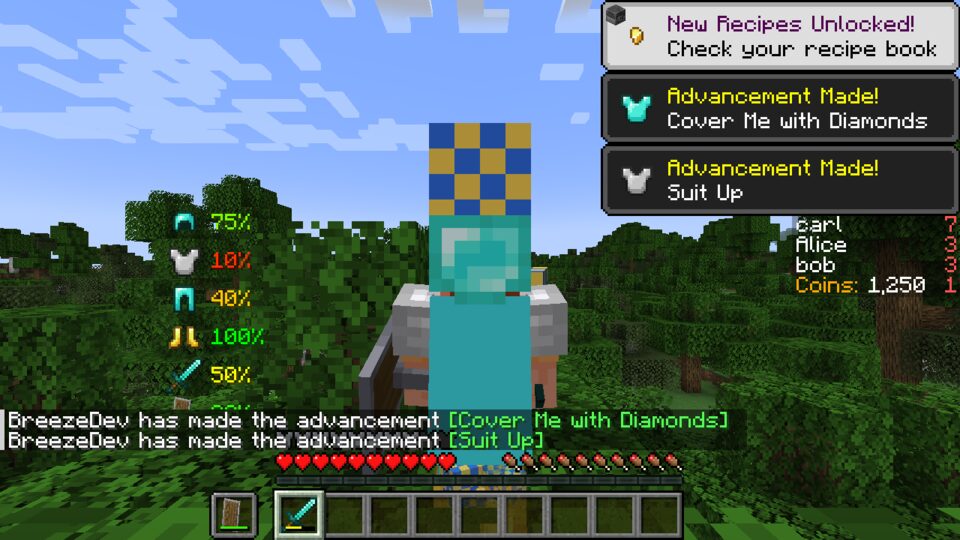 New Recipes Unlocked!
Check your recipe book
Advancement Made!
Cover Me with Diamonds
Advancement Made!
Suit Up
carl 7
Alice 3
bob 3
Coins: 1,250 1
75%
10%
40%
100%
50%
BreezeDev has made the advancement [Cover Me with Diamonds]
BreezeDev has made the advancement [Suit Up]